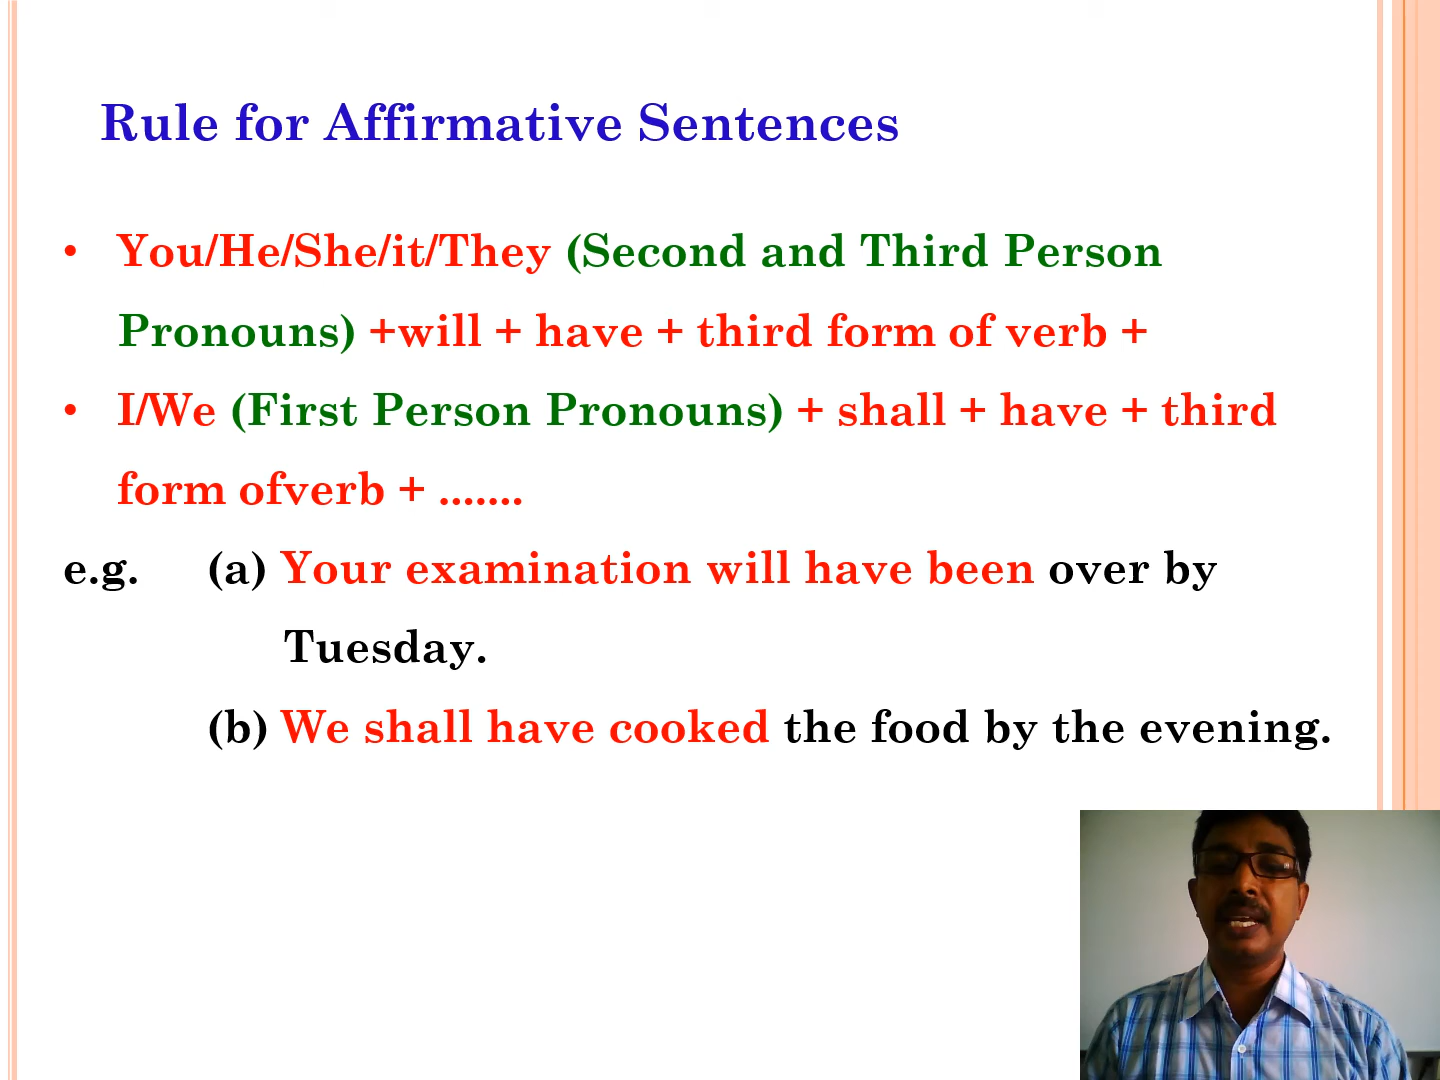 Rule for Affirmative Sentences
• You/He/She/it/They (Second and Third Person
Pronouns) +will + have + third form of verb +
• I/We (First Person Pronouns) + shall + have + third
form ofverb + .......
e.g. (a) Your examination will have been over by
Tuesday.
(b) We shall have cooked the food by the evening.